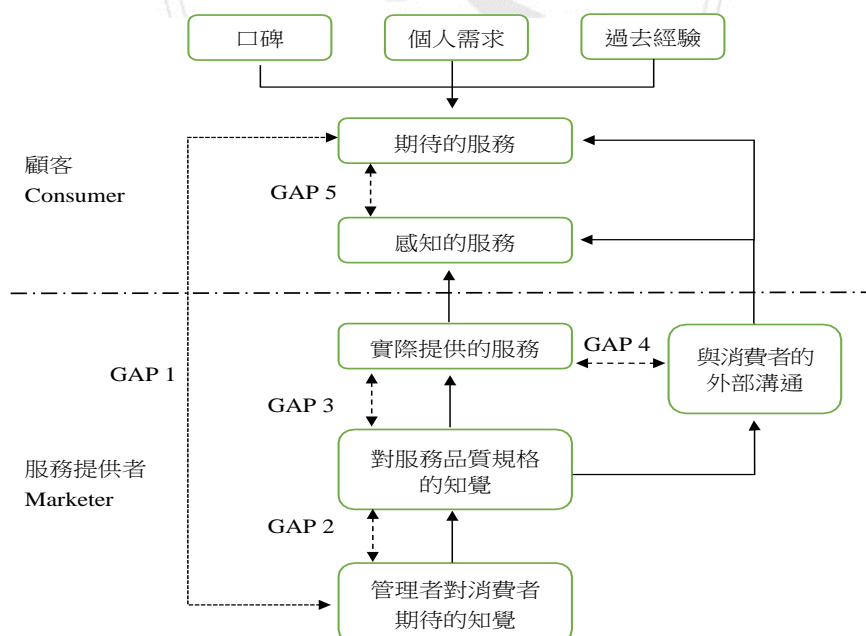 口碑
個人需求
過去經驗
期待的服務
顧客
Consumer
GAP 5
感知的服務
實際提供的服務
GAP 4
與消費者的
外部溝通
GAP 1
GAP 3
對服務品質規格
的知覺
服務提供者
Marketer
GAP 2
管理者對消費者
期待的知覺